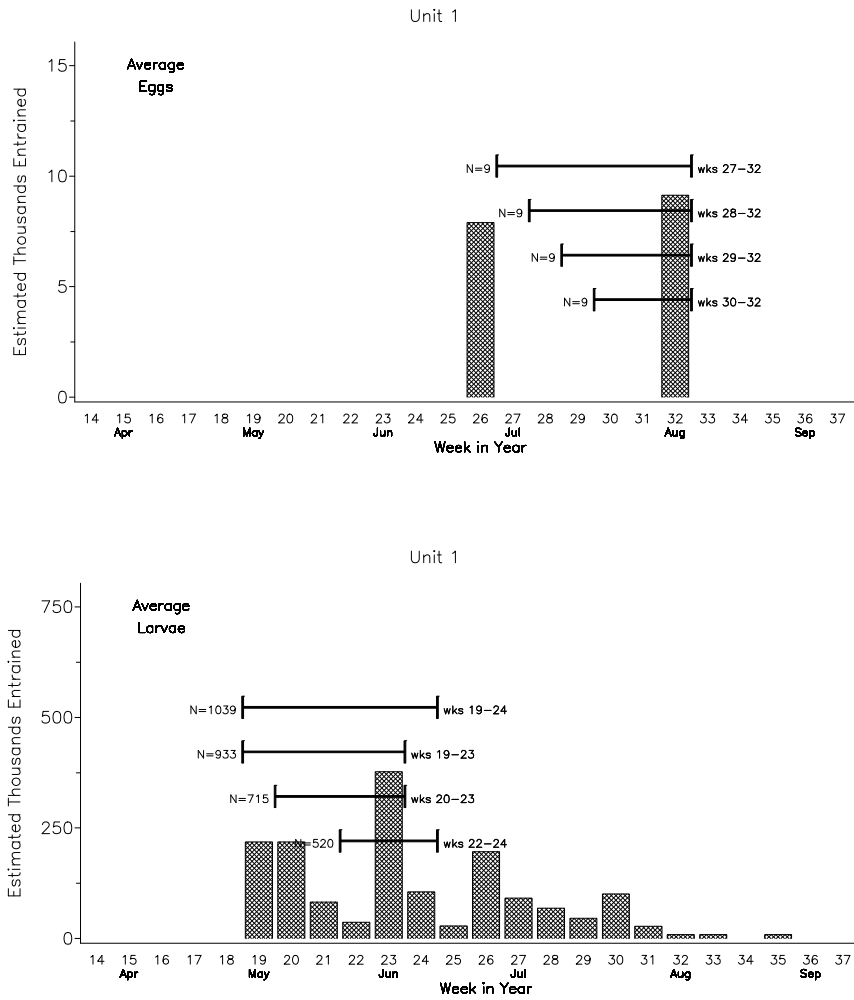 Unit 1
Average
Eggs
Estimated Thousands Entrained
15
10
5
0
N=9 wks 27-32
N=9 wks 28-32
N=9 wks 29-32
N=9 wks 30-32
14 15 16 17 18 19 20 21 22 23 24 25 26 27 28 29 30 31 32 33 34 35 36 37
Apr May Jun Jul Aug Sep
Week in Year
Unit 1
Average
Larvae
Estimated Thousands Entrained
750
500
250
0
N=1039 wks 19-24
N=933 wks 19-23
N=715 wks 20-23
N=520 wks 22-24
14 15 16 17 18 19 20 21 22 23 24 25 26 27 28 29 30 31 32 33 34 35 36 37
Apr May Jun Jul Aug Sep
Week in Year